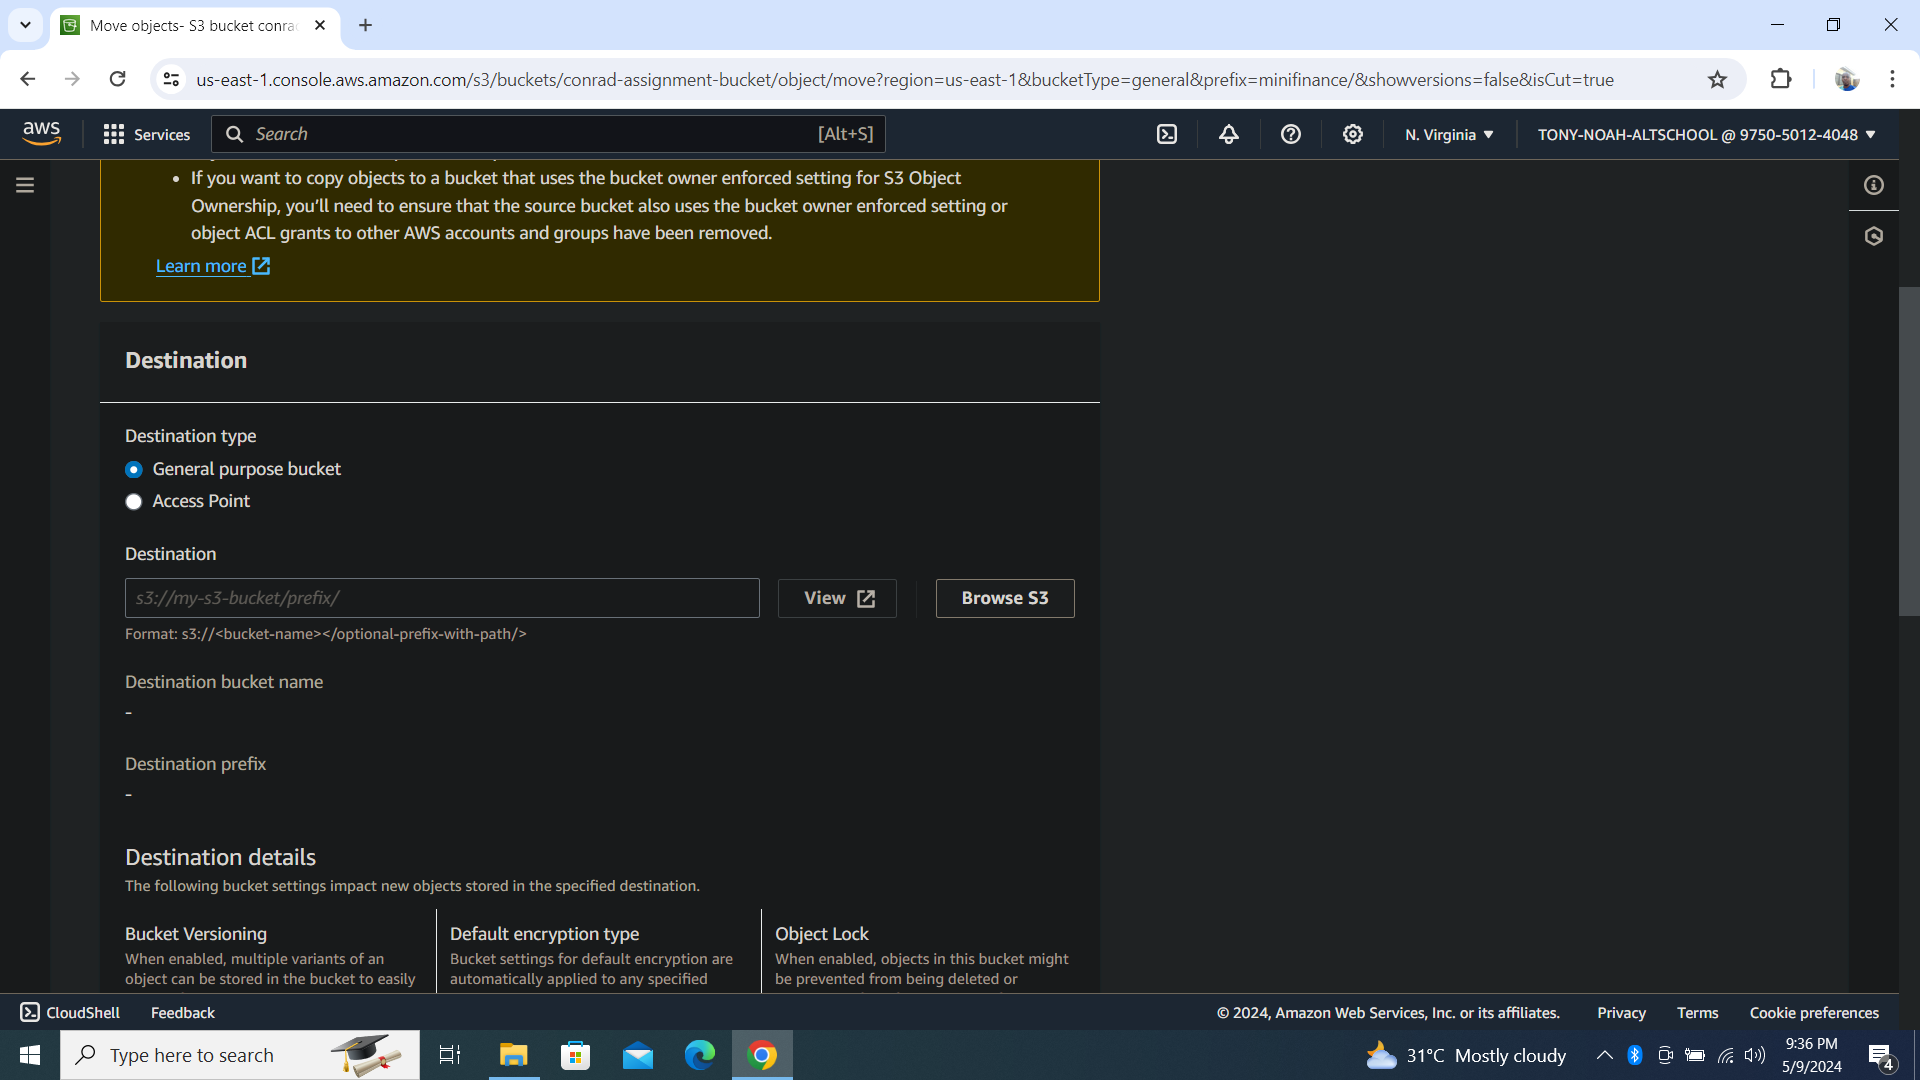 Move objects- S3 bucket conra
us-east-1.console.aws.amazon.com/s3/buckets/conrad-assignment-bucket/object/move?region=us-east-1&bucketType=general&prefix=minifinance/&showversions=false&isCut=true
aws
Services
Search
[Alt+S]
N. Virginia
TONY-NOAH-ALTSCHOOL @ 9750-5012-4048
If you want to copy objects to a bucket that uses the bucket owner enforced setting for S3 Object
Ownership, you’ll need to ensure that the source bucket also uses the bucket owner enforced setting or
object ACL grants to other AWS accounts and groups have been removed.
Learn more
Destination
Destination type
General purpose bucket
Access Point
Destination
s3://my-s3-bucket/prefix/
View
Browse S3
Format: s3://<bucket-name></optional-prefix-with-path/>
Destination bucket name
-
Destination prefix
-
Destination details
The following bucket settings impact new objects stored in the specified destination.
Bucket Versioning
When enabled, multiple variants of an
object can be stored in the bucket to easily
Default encryption type
Bucket settings for default encryption are
automatically applied to any specified
Object Lock
When enabled, objects in this bucket might
be prevented from being deleted or
CloudShell
Feedback
© 2024, Amazon Web Services, Inc. or its affiliates.
Privacy
Terms
Cookie preferences
Type here to search
31°C Mostly cloudy
9:36 PM
5/9/2024
4